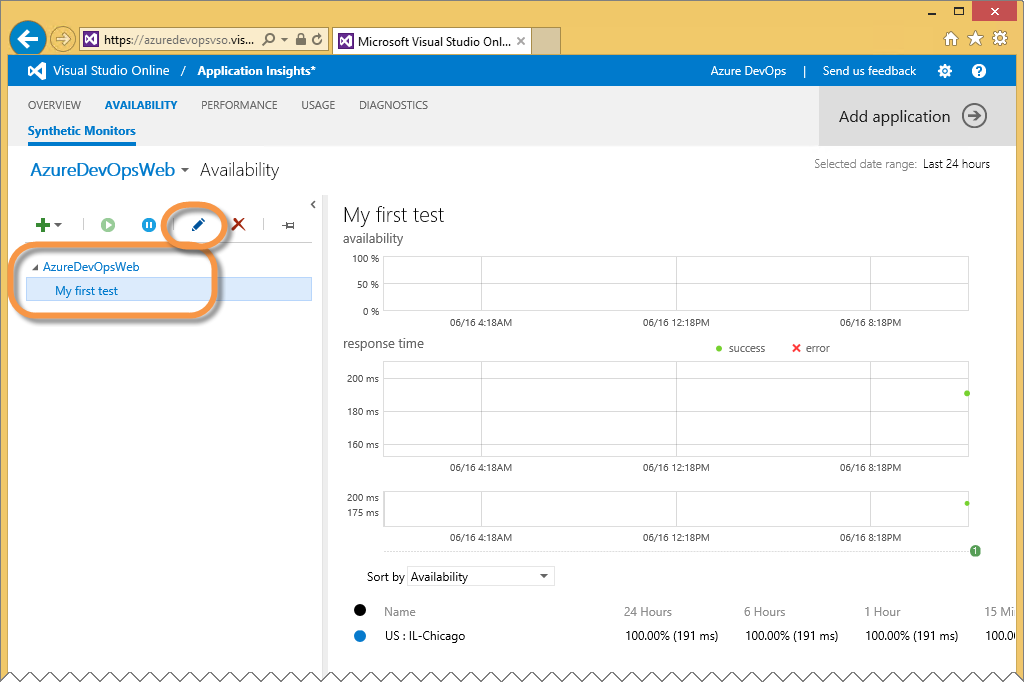 https://azuredevopsvso.vis...
Microsoft Visual Studio Onl...
Visual Studio Online / Application Insights*
Azure DevOps | Send us feedback
OVERVIEW AVAILABILITY PERFORMANCE USAGE DIAGNOSTICS
Add application
Synthetic Monitors
AzureDevOpsWeb Availability
Selected date range: Last 24 hours
AzureDevOpsWeb
My first test
My first test
availability
100 %
50 %
0 %
06/16 4:18AM 06/16 12:18PM 06/16 8:18PM
response time
success error
200 ms
180 ms
160 ms
06/16 4:18AM 06/16 12:18PM 06/16 8:18PM
200 ms
175 ms
06/16 4:18AM 06/16 12:18PM 06/16 8:18PM
1
Sort by Availability
Name 24 Hours 6 Hours 1 Hour 15 Mi
US : IL-Chicago 100.00% (191 ms) 100.00% (191 ms) 100.00% (191 ms) 100.0